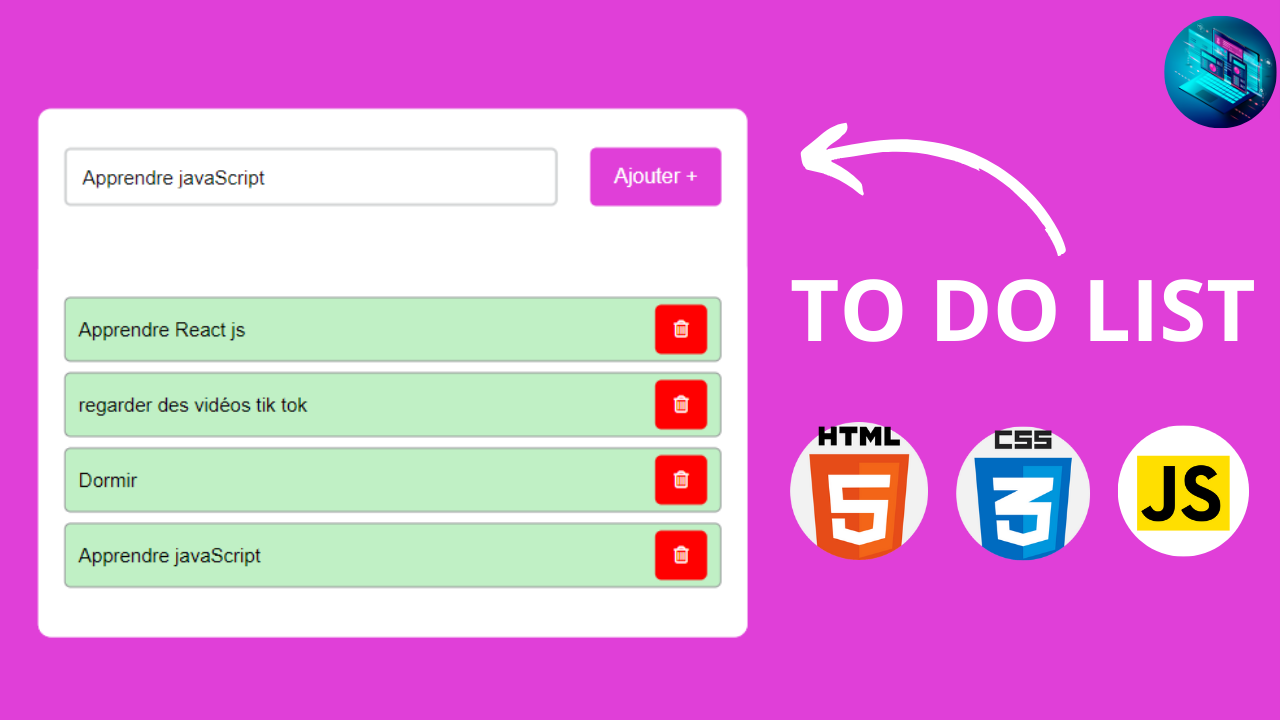 Apprendre javaScript
Ajouter +
Apprendre React js
regarder des vidéos tik tok
Dormir
Apprendre javaScript
TO DO LIST
HTML
5
CSS
3
JS